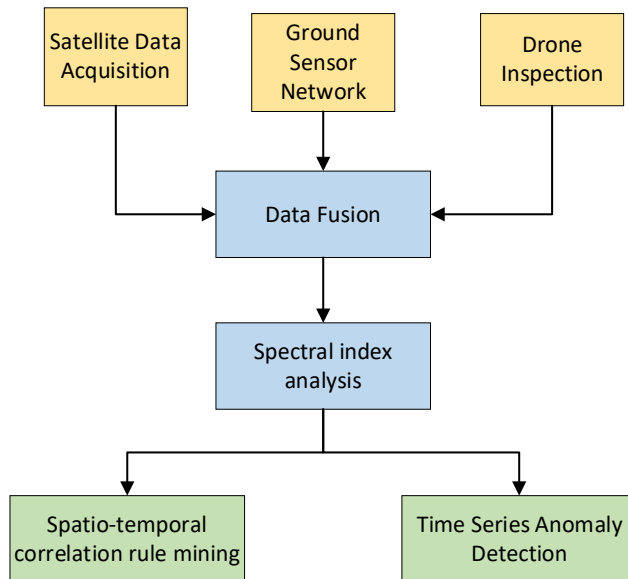 Satellite Data
Acquisition
Ground
Sensor
Network
Drone
Inspection
Data Fusion
Spectral index
analysis
Spatio-temporal
correlation rule mining
Time Series Anomaly
Detection